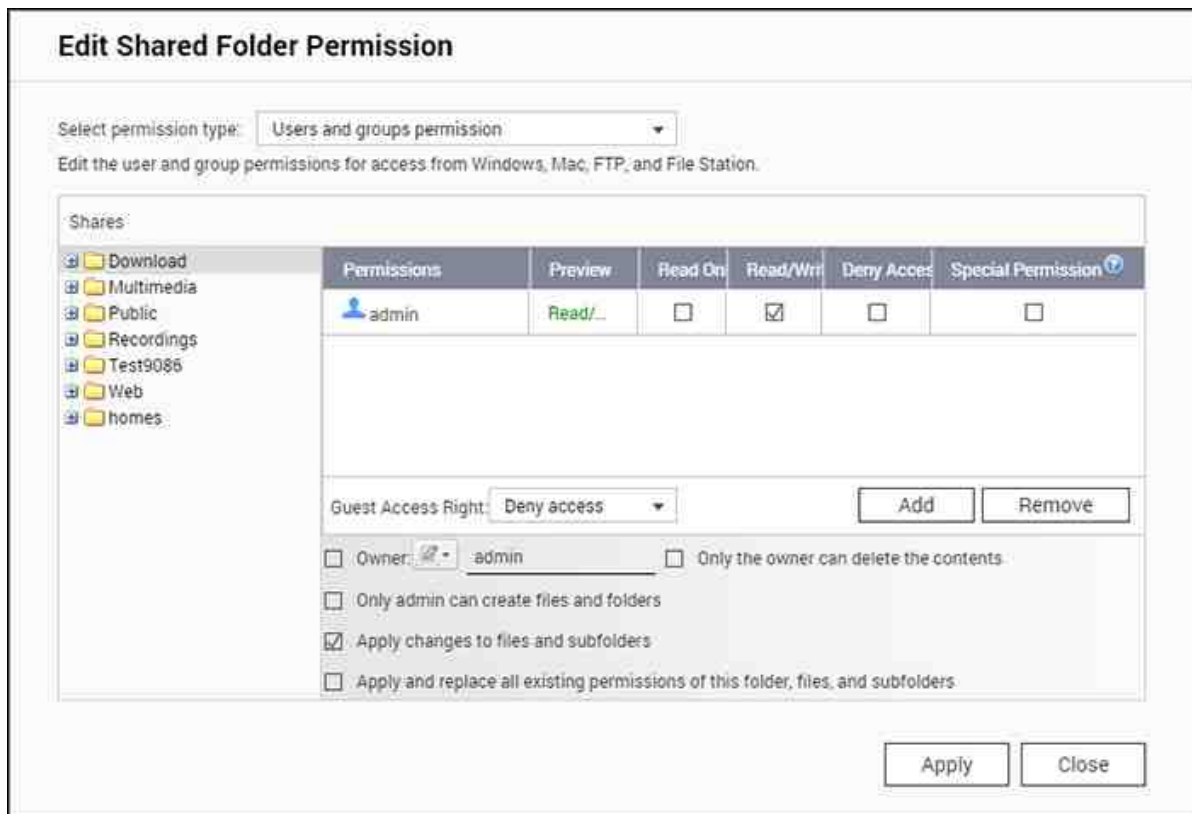 Edit Shared Folder Permission
Select permission type: Users and groups permission
Edit the user and group permissions for access from Windows, Mac, FTP, and File Station.
Shares
Download
Multimedia
Public
Recordings
Test9086
Web
homes
Permissions Preview Read On Read/Wri Deny Acces Special Permission
admin Read/...
Guest Access Right: Deny access Add Remove
Owner: admin Only the owner can delete the contents
Only admin can create files and folders
Apply changes to files and subfolders
Apply and replace all existing permissions of this folder, files, and subfolders
Apply Close